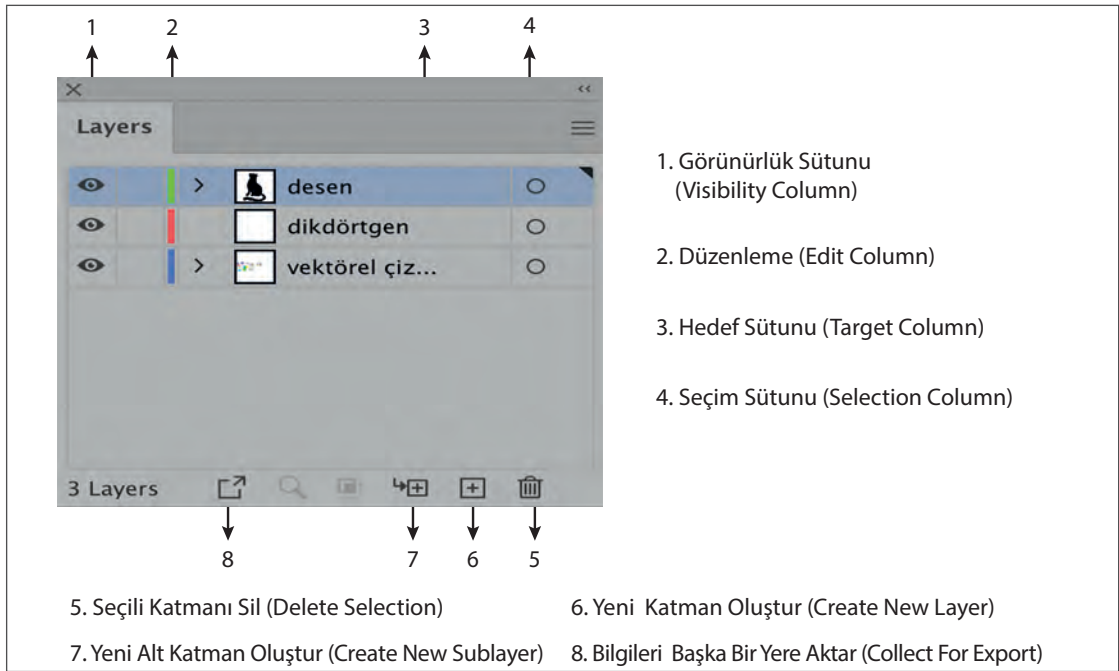 1 2 3 4
Layers
desen
dikdörtgen
vektörel çiz...
3 Layers
8 7 6 5
1. Görünürlük Sütunu
(Visibility Column)
2. Düzenleme (Edit Column)
3. Hedef Sütunu (Target Column)
4. Seçim Sütunu (Selection Column)
5. Seçili Katmanı Sil (Delete Selection)
6. Yeni Katman Oluştur (Create New Layer)
7. Yeni Alt Katman Oluştur (Create New Sublayer)
8. Bilgileri Başka Bir Yere Aktar (Collect For Export)